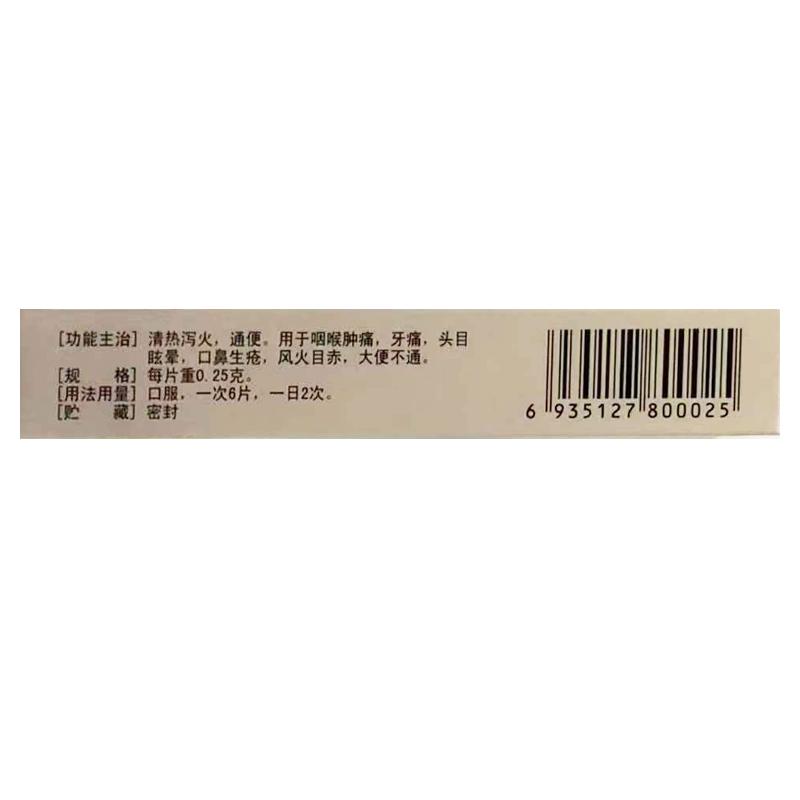 [功能主治] 清热泻火，通便。用于咽喉肿痛，牙痛，头目
眩晕，口鼻生疮，风火目赤，大便不通。
[规　　格] 每片重0.25克。
[用法用量] 口服，一次6片，一日2次。
[贮　　藏] 密封
6 935127 800025